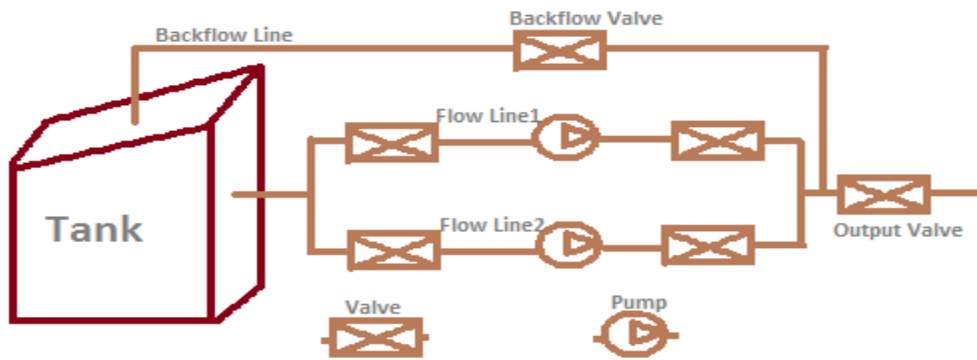 Backflow Valve
Backflow Line
Flow Line1
Tank
Flow Line2
Output Valve
Valve
Pump